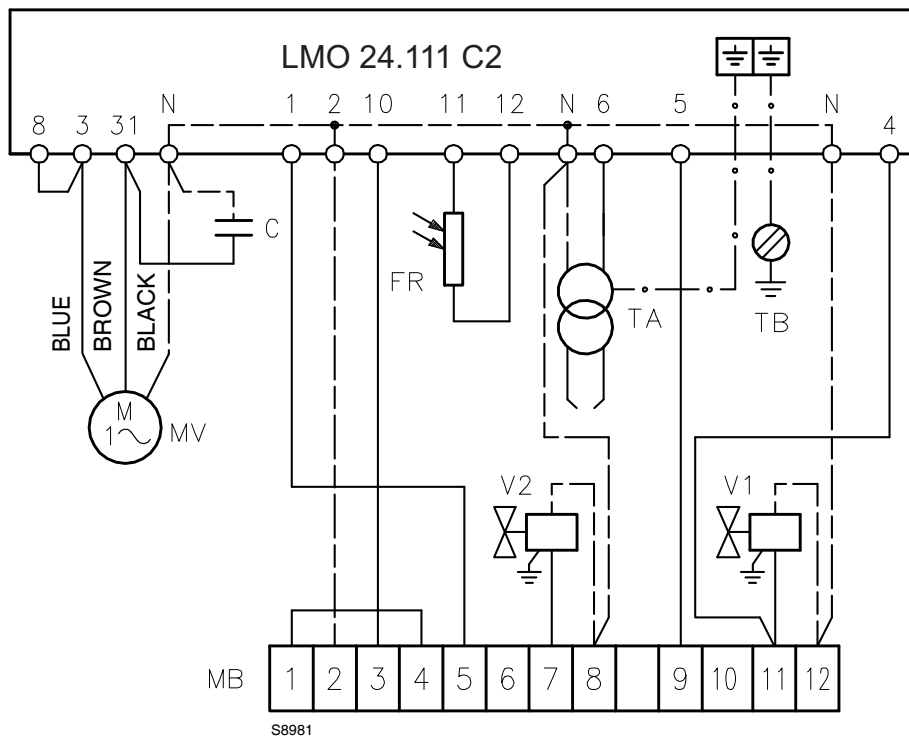 LMO 24.111 C2
8 3 31 N 1 2 10 11 12 N 6 5 N 4
C
FR
BLUE
BROWN
BLACK
TA
TB
M
1
MV
V2
V1
MB 1 2 3 4 5 6 7 8 9 10 11 12
S8981